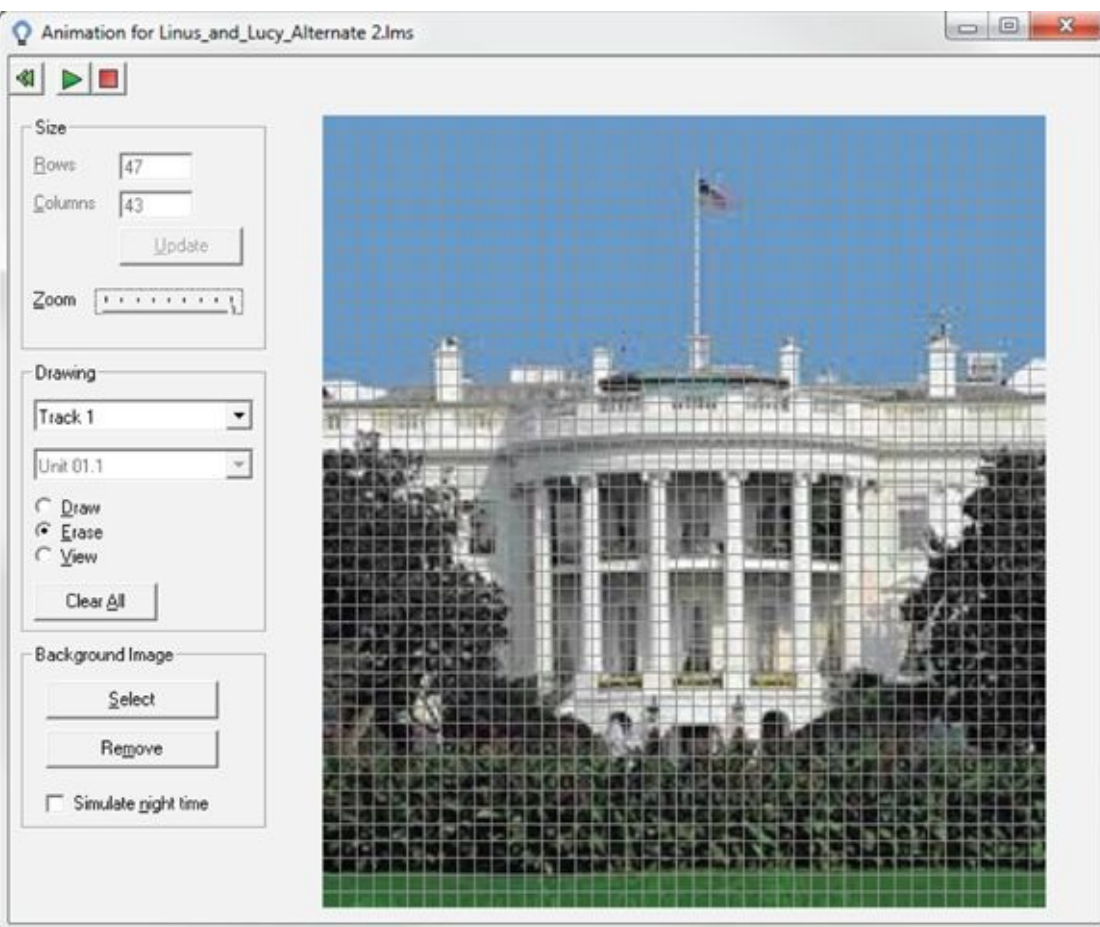 Animation for Linus_and_Lucy_Alternate 2.lms
Size
Rows 47
Columns 43
Update
Zoom
Drawing
Track 1
Unit 01.1
Draw
Erase
View
Clear All
Background Image
Select
Remove
Simulate night time